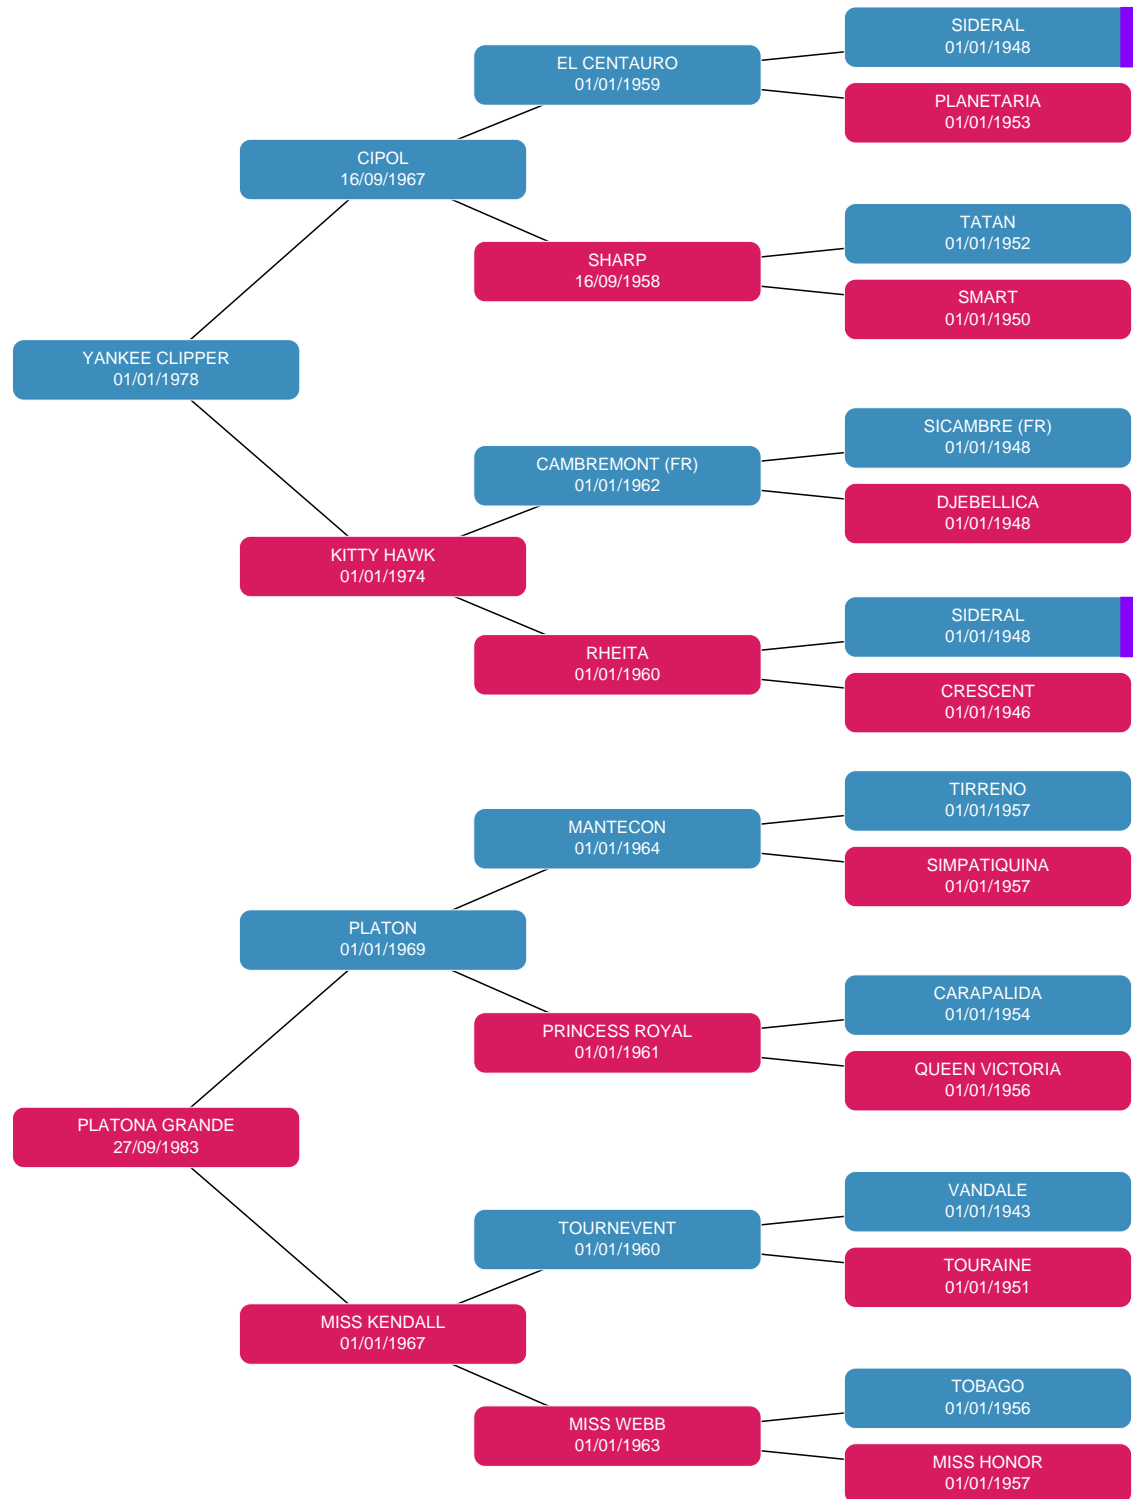 SIDERAL
01/01/1948
EL CENTAURO
01/01/1959
PLANETARIA
01/01/1953
CIPOL
16/09/1967
TATAN
01/01/1952
SHARP
16/09/1958
SMART
01/01/1950
YANKEE CLIPPER
01/01/1978
SICAMBRE (FR)
01/01/1948
CAMBREMONT (FR)
01/01/1962
DJEBELLICA
01/01/1948
KITTY HAWK
01/01/1974
SIDERAL
01/01/1948
RHEITA
01/01/1960
CRESCENT
01/01/1946
TIRRENO
01/01/1957
MANTECON
01/01/1964
SIMPATIQUINA
01/01/1957
PLATON
01/01/1969
CARAPALIDA
01/01/1954
PRINCESS ROYAL
01/01/1961
QUEEN VICTORIA
01/01/1956
PLATONA GRANDE
27/09/1983
VANDALE
01/01/1943
TOURNEVENT
01/01/1960
TOURAINE
01/01/1951
MISS KENDALL
01/01/1967
TOBAGO
01/01/1956
MISS WEBB
01/01/1963
MISS HONOR
01/01/1957